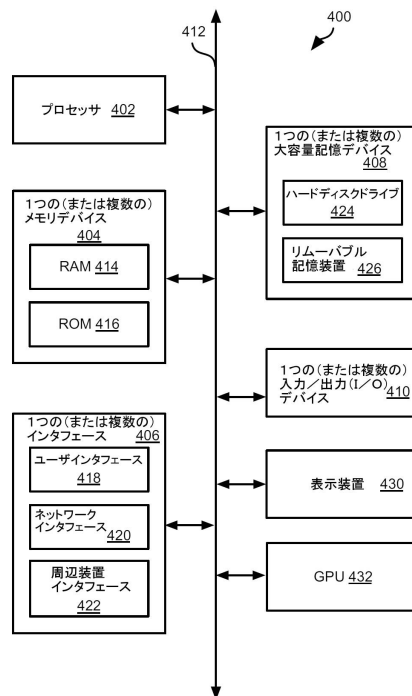 400
412
プロセッサ 402
1つの(または複数の)
メモリデバイス
404
RAM 414
ROM 416
1つの(または複数の)
インタフェース 406
ユーザインタフェース
418
ネットワーク
インタフェース
420
周辺装置
インタフェース
422
1つの(または複数の)
大容量記憶デバイス
408
ハードディスクドライブ
424
リムーバブル
記憶装置 426
1つの(または複数の)
入力/出力(I/O)
デバイス 410
表示装置 430
GPU 432